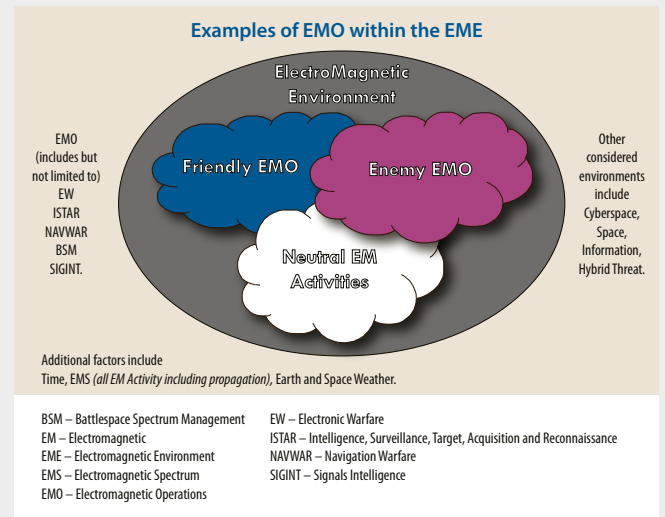 Examples of EMO within the EME
ElectroMagnetic
Environment
EMO
(includes but
not limited to)
EW
ISTAR
NAVWAR
BSM
SIGINT.
Friendly EMO
Enemy EMO
Neutral EM
Activities
Other
considered
environments
include
Cyberspace,
Space,
Information,
Hybrid Threat.
Additional factors include
Time, EMS (all EM Activity including propagation), Earth and Space Weather.
BSM – Battlespace Spectrum Management
EM – Electromagnetic
EME – Electromagnetic Environment
EMS – Electromagnetic Spectrum
EMO – Electromagnetic Operations
EW – Electronic Warfare
ISTAR – Intelligence, Surveillance, Target, Acquisition and Reconnaissance
NAVWAR – Navigation Warfare
SIGINT – Signals Intelligence